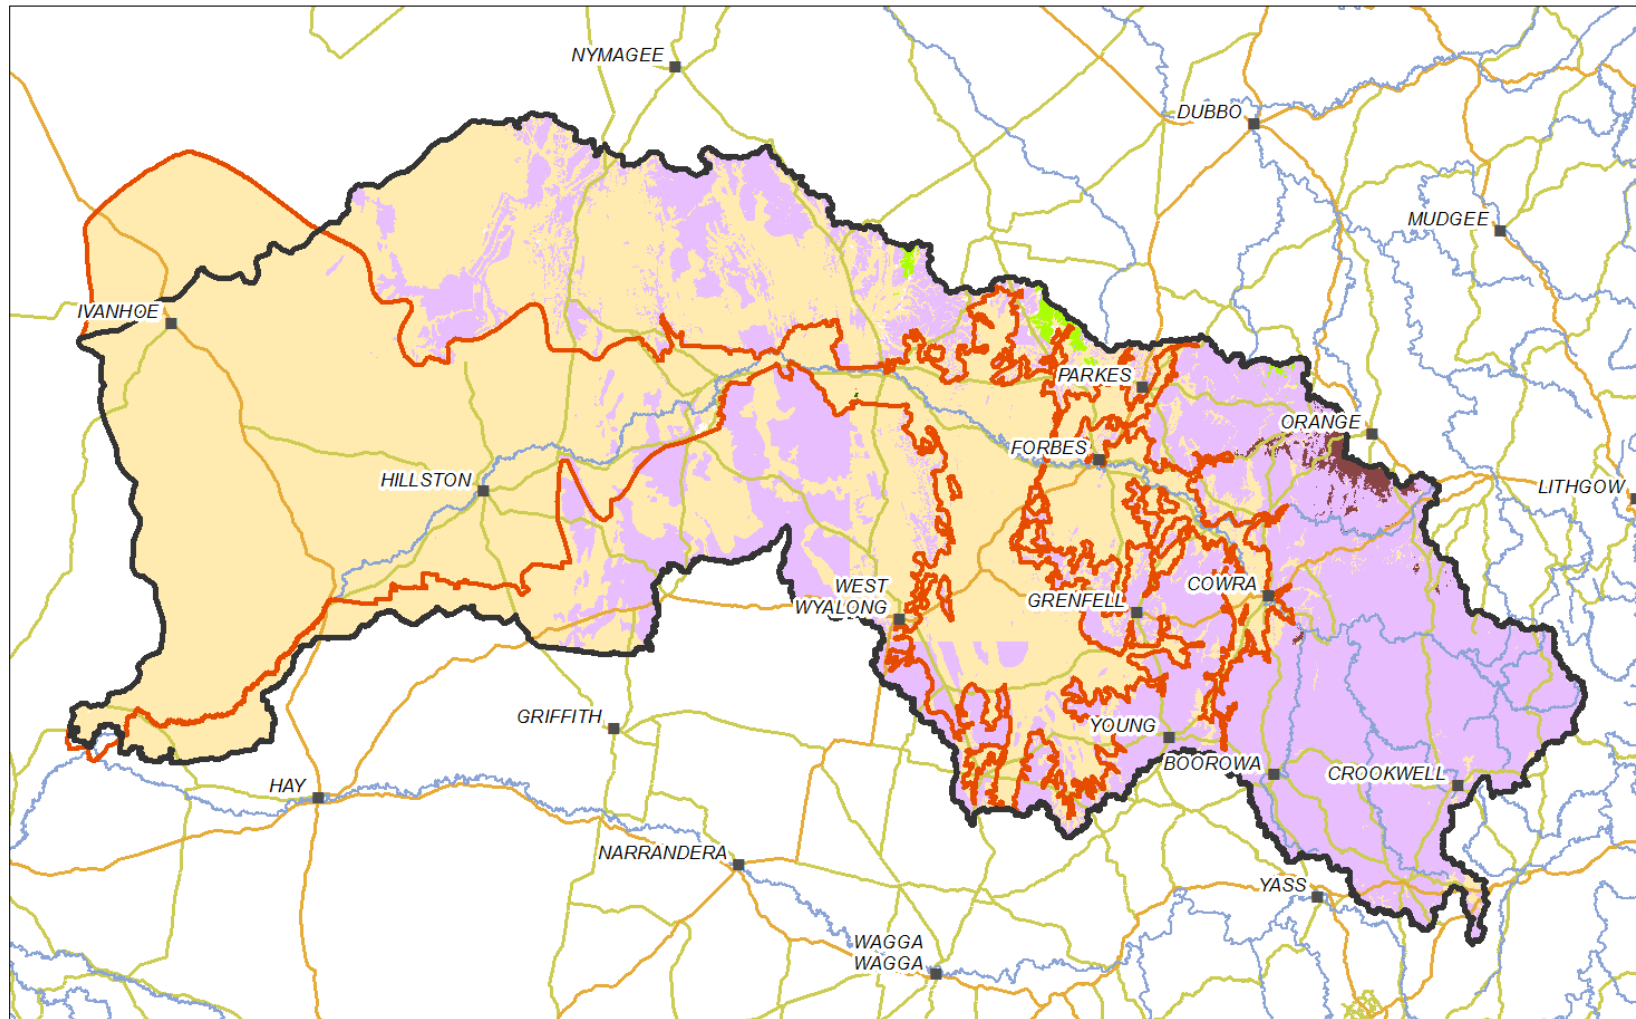 NYMAGEE
DUBBO
MUDGEE
IVANHOE
PARKES
ORANGE
FORBES
HILLSTON
LITHGOW
WEST
WYALONG
GRENFELL
COWRA
GRIFFITH
YOUNG
BOOROWA
CROOKWELL
HAY
NARRANDERA
YASS
WAGGA
WAGGA